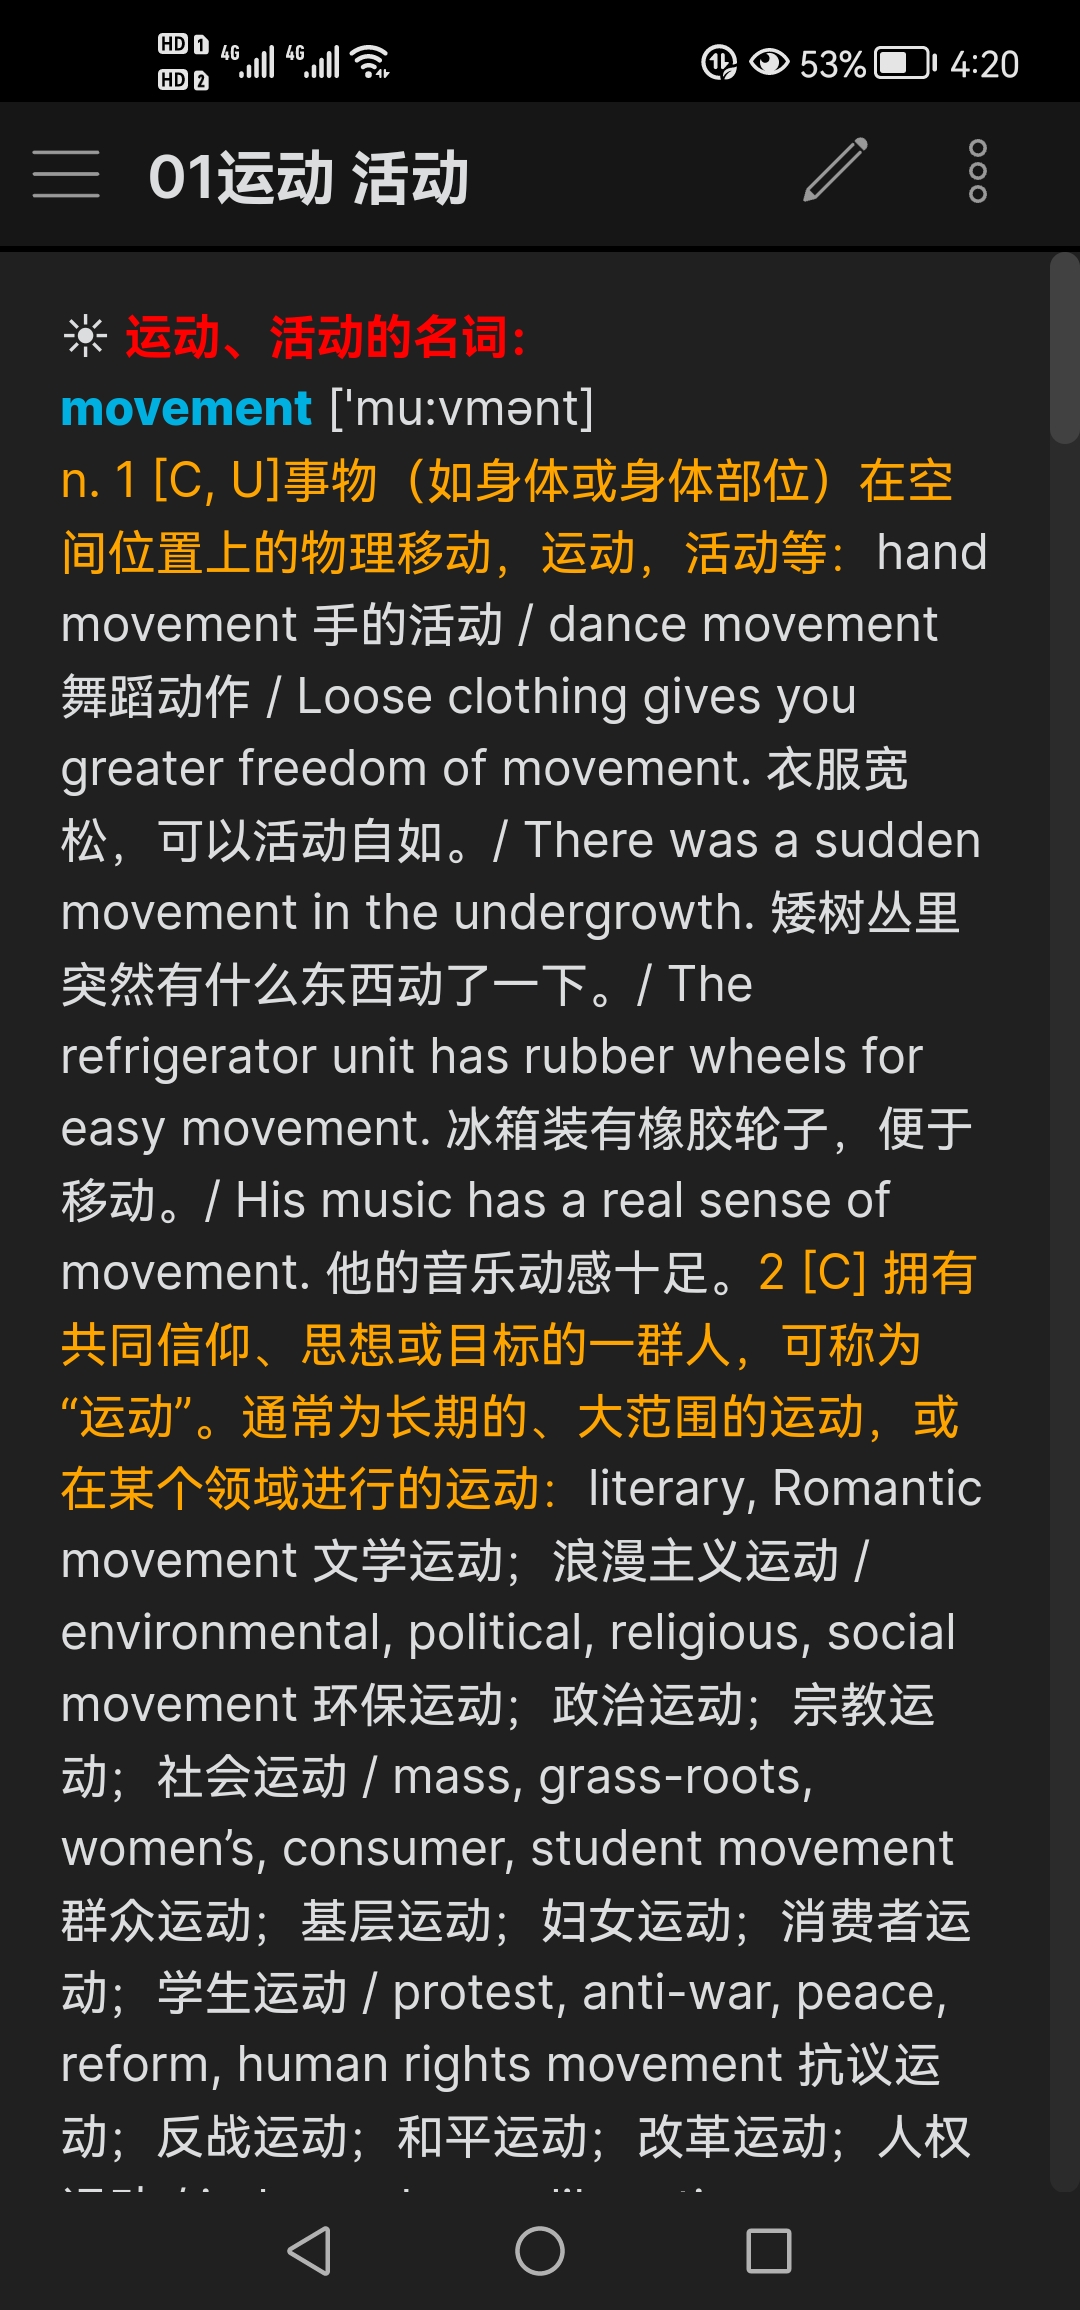 HD 1 4G 4G 53% 4:20
HD 2
01运动 活动
☀ 运动、活动的名词：
movement ['mu:vmənt]
n. 1 [C, U]事物（如身体或身体部位）在空
间位置上的物理移动，运动，活动等：hand
movement 手的活动 / dance movement
舞蹈动作 / Loose clothing gives you
greater freedom of movement. 衣服宽
松，可以活动自如。/ There was a sudden
movement in the undergrowth. 矮树丛里
突然有什么东西动了一下。/ The
refrigerator unit has rubber wheels for
easy movement. 冰箱装有橡胶轮子，便于
移动。/ His music has a real sense of
movement. 他的音乐动感十足。2 [C] 拥有
共同信仰、思想或目标的一群人，可称为
“运动”。通常为长期的、大范围的运动，或
在某个领域进行的运动：literary, Romantic
movement 文学运动；浪漫主义运动 /
environmental, political, religious, social
movement 环保运动；政治运动；宗教运
动；社会运动 / mass, grass-roots,
women’s, consumer, student movement
群众运动；基层运动；妇女运动；消费者运
动；学生运动 / protest, anti-war, peace,
reform, human rights movement 抗议运
动；反战运动；和平运动；改革运动；人权